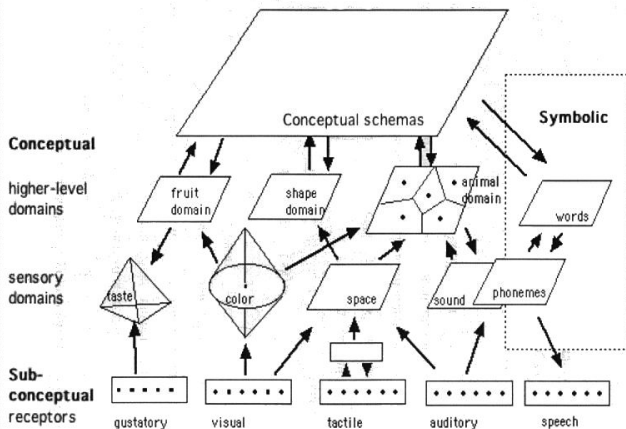 Conceptual schemas
Symbolic
Conceptual
higher-level
domains
fruit
domain
shape
domain
animal
domain
words
sensory
domains
taste
color
space
sound
phonemes
Sub-
conceptual
receptors
gustatory
visual
tactile
auditory
speech